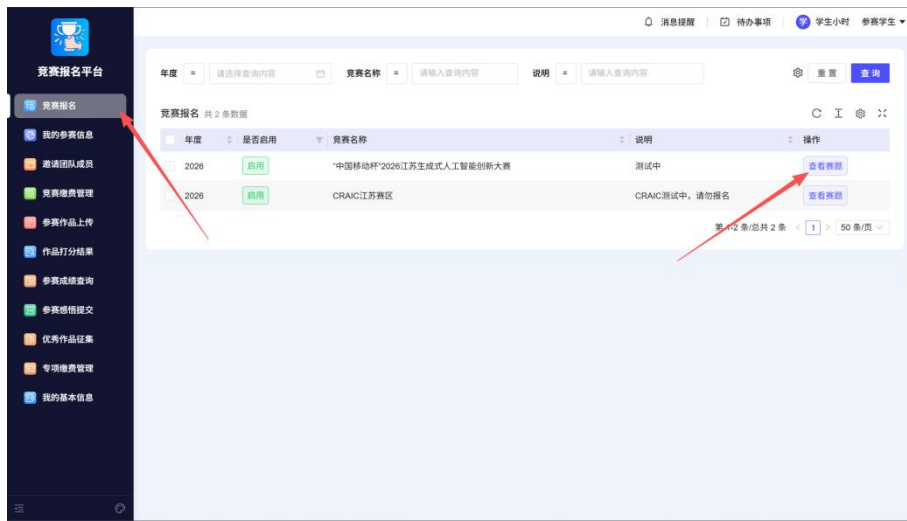 消息提醒 待办事项 学 学生小时 参赛学生
竞赛报名平台
年度 = 请选择查询内容 竞赛名称 = 请输入查询内容 说明 = 请输入查询内容 重置 查询
竞赛报名
我的参赛信息
邀请团队成员
竞赛缴费管理
参赛作品上传
作品打分结果
参赛成绩查询
参赛感悟提交
优秀作品征集
专项缴费管理
我的基本信息
竞赛报名 共 2 条数据
年度 是否启用 竞赛名称 说明 操作
2026 启用 “中国移动杯”2026江苏生成式人工智能创新大赛 测试中 查看赛题
2026 启用 CRAIC江苏赛区 CRAIC测试中，请勿报名 查看赛题
第 1-2 条/总共 2 条 < 1 > 50 条/页